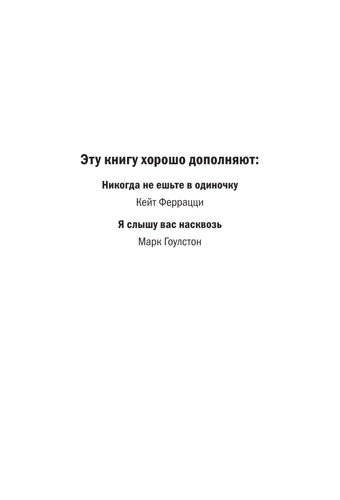 Эту книгу хорошо дополняют:
Никогда не ешьте в одиночку
Кейт Феррацци
Я слышу вас насквозь
Марк Гоулстон